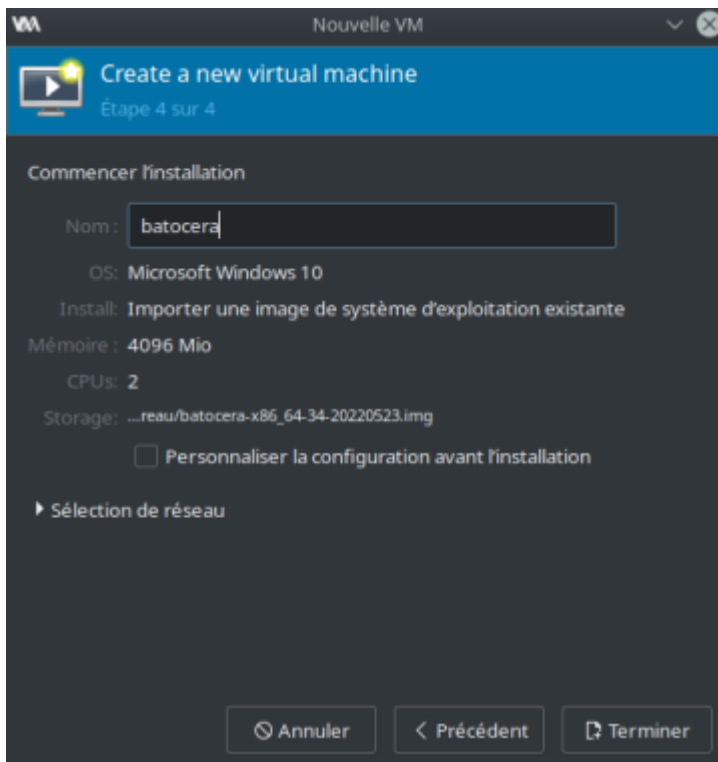 Nouvelle VM
Create a new virtual machine
Étape 4 sur 4
Commencer l'installation
Nom : batocera
OS: Microsoft Windows 10
Install: Importer une image de système d'exploitation existante
Mémoire : 4096 Mio
CPUs: 2
Storage: ...reau/batocera-x86_64-34-20220523.img
Personnaliser la configuration avant l'installation
Sélection de réseau
Annuler Précédent Terminer